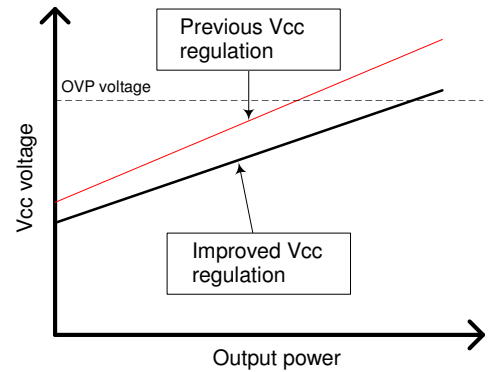 Previous Vcc
regulation
OVP voltage
Vcc voltage
Improved Vcc
regulation
Output power